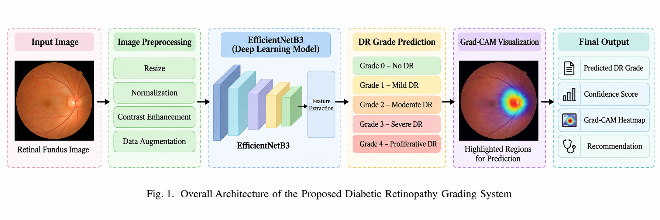 Input Image
Retinal Fundus Image
Image Preprocessing
Resize
Normalization
Contrast Enhancement
Data Augmentation
EfficientNetB3
(Deep Learning Model)
Feature
Extraction
EfficientNetB3
DR Grade Prediction
Grade 0 – No DR
Grade 1 – Mild DR
Grade 2 – Moderate DR
Grade 3 – Severe DR
Grade 4 – Proliferative DR
Grad-CAM Visualization
Highlighted Regions
for Prediction
Final Output
Predicted DR Grade
Confidence Score
Grad-CAM Heatmap
Recommendation
Fig. 1. Overall Architecture of the Proposed Diabetic Retinopathy Grading System